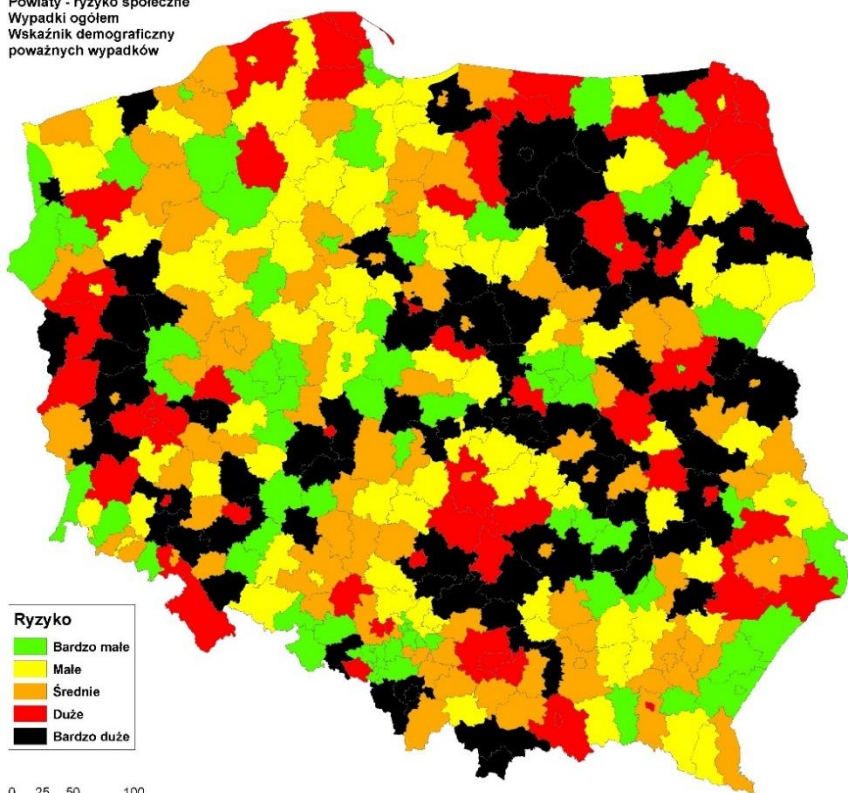 Powiaty - ryzyko społeczne
Wypadki ogółem
Wskaźnik demograficzny
poważnych wypadków
Ryzyko
Bardzo małe
Małe
Średnie
Duże
Bardzo duże
0 25 50 100